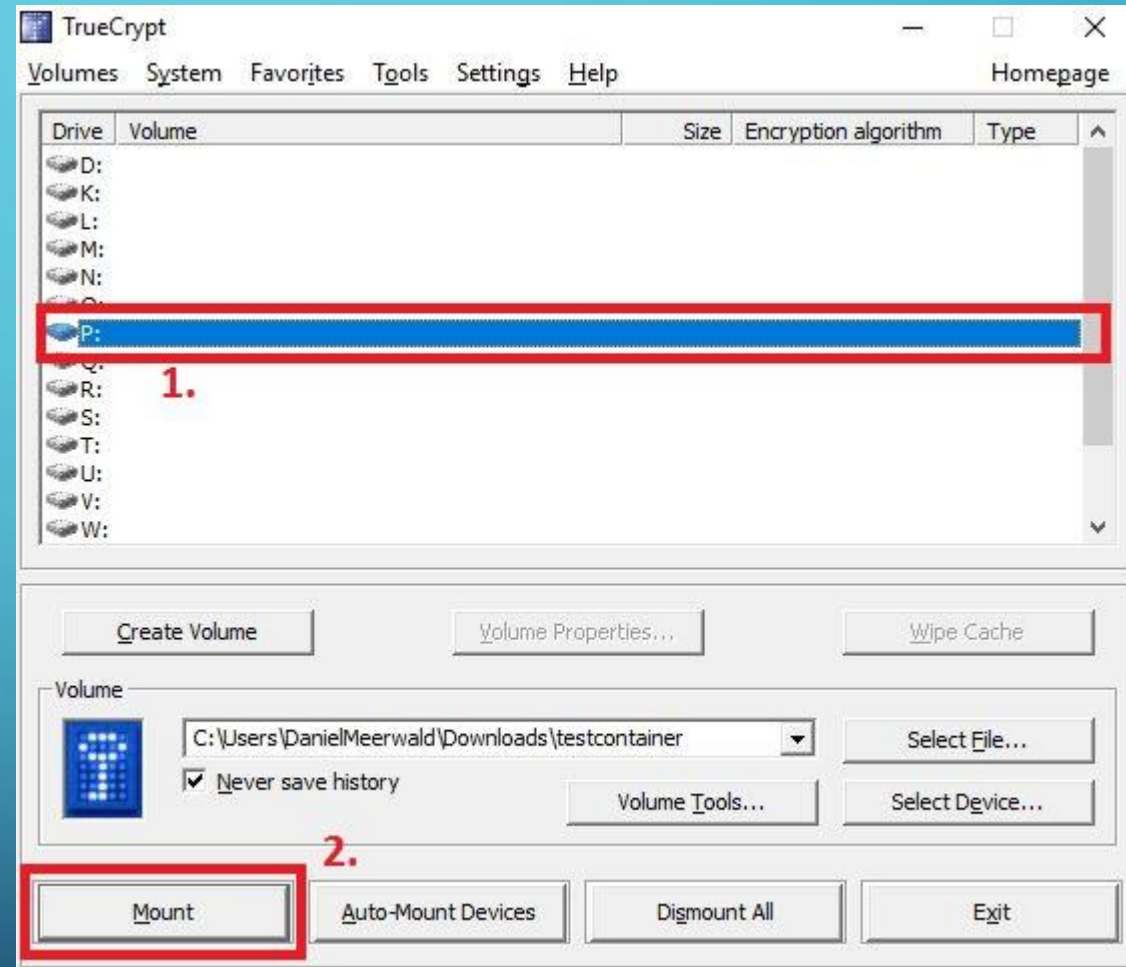 TrueCrypt
Volumes System Favorites Tools Settings Help Homepage
Drive Volume Size Encryption algorithm Type
D:
K:
L:
M:
N:
P:
Q:
1.
R:
S:
T:
U:
V:
W:
Create Volume Volume Properties... Wipe Cache
Volume
C:\Users\DanielMeerwald\Downloads\testcontainer Select File...
Never save history
Volume Tools... Select Device...
2.
Mount Auto-Mount Devices Dismount All Exit